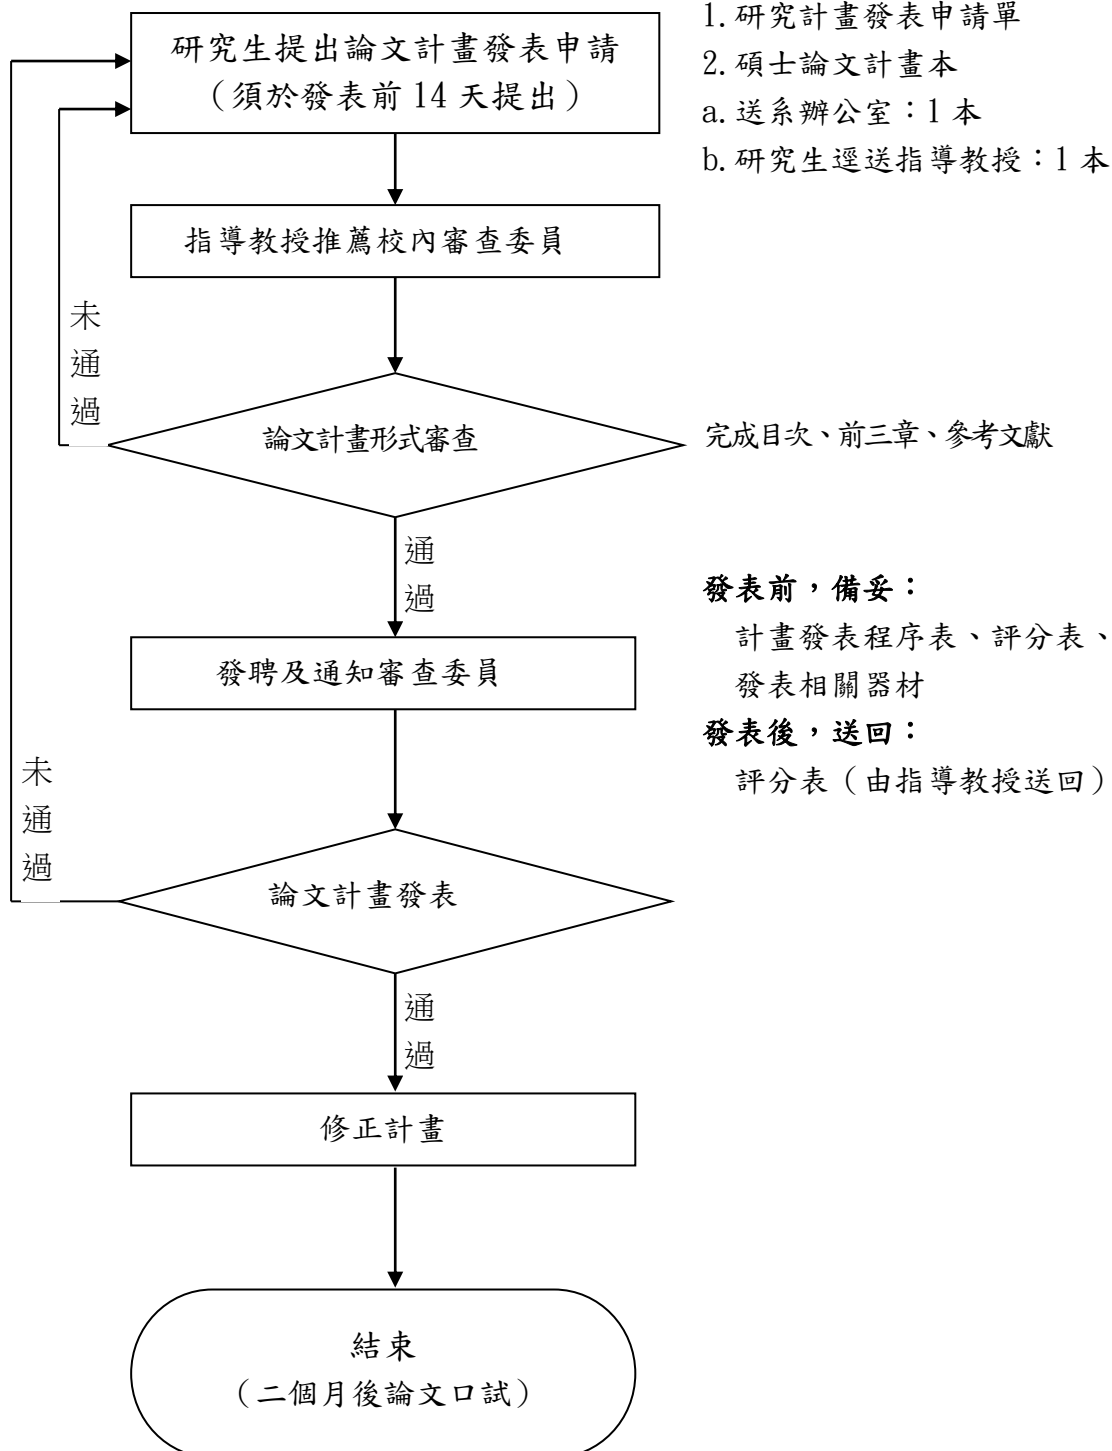 研究生提出論文計畫發表申請
（須於發表前14天提出）
1.研究計畫發表申請單
2.碩士論文計畫本
a.送系辦公室：1本
b.研究生逕送指導教授：1本
指導教授推薦校內審查委員
未
通
過
論文計畫形式審查
完成目次、前三章、參考文獻
通
過
發聘及通知審查委員
發表前，備妥：
計畫發表程序表、評分表、
發表相關器材
發表後，送回：
評分表（由指導教授送回）
未
通
過
論文計畫發表
通
過
修正計畫
結束
（二個月後論文口試）